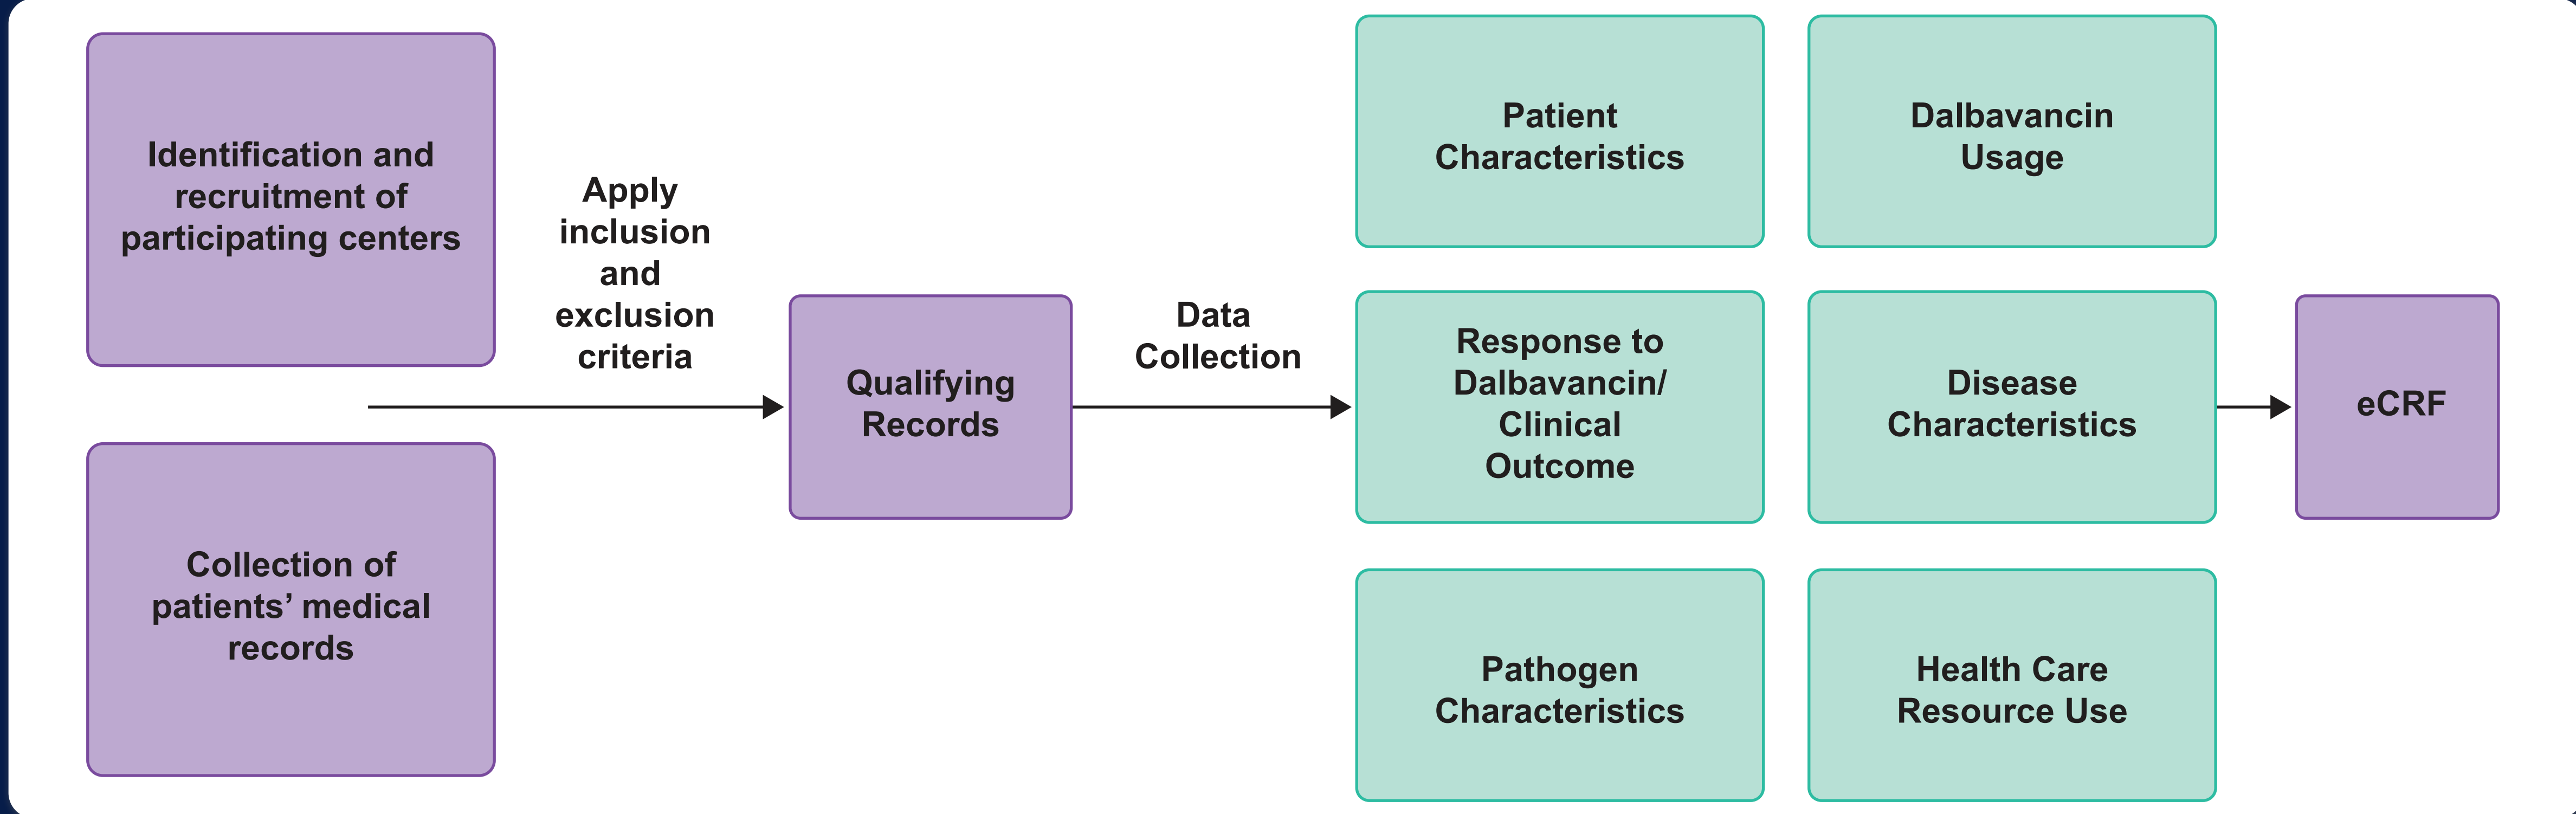 Identification and
recruitment of
participating centers
Collection of
patients’ medical
records
Apply
inclusion
and
exclusion
criteria
Qualifying
Records
Data
Collection
Patient
Characteristics
Dalbavancin
Usage
Response to
Dalbavancin/
Clinical
Outcome
Disease
Characteristics
Pathogen
Characteristics
Health Care
Resource Use
eCRF